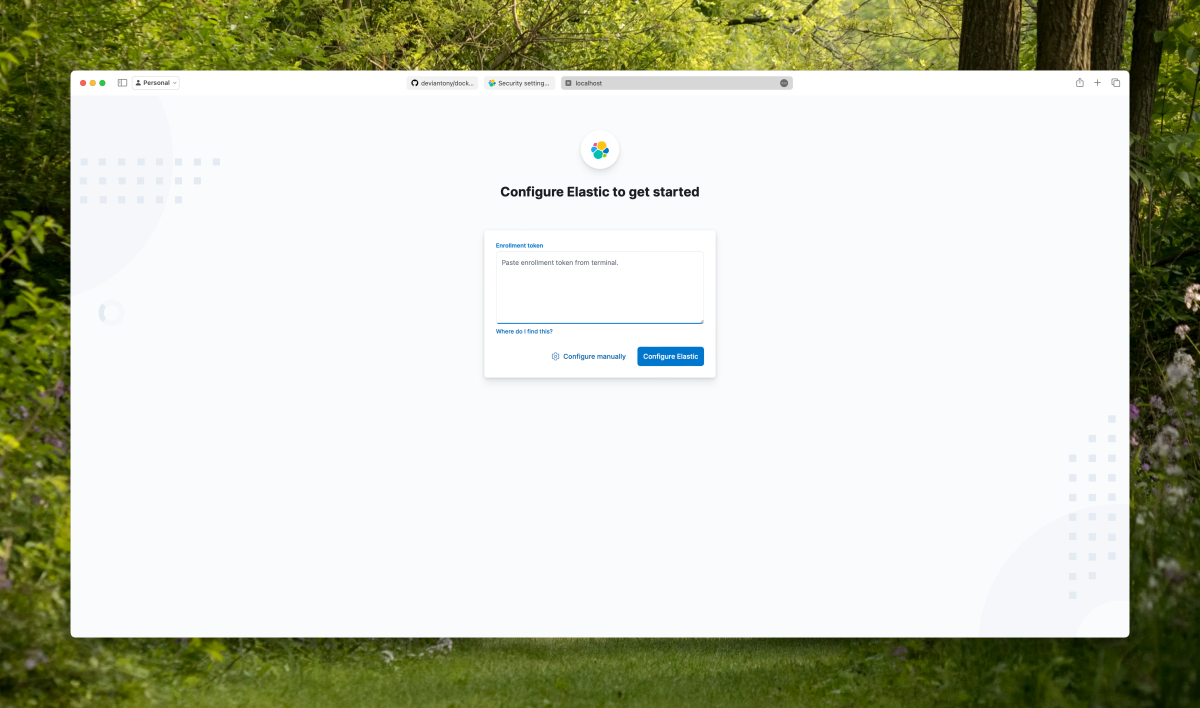 Personal
deviantony/dock...
Security setting...
localhost
Configure Elastic to get started
Enrollment token
Paste enrollment token from terminal.
Where do I find this?
Configure manually
Configure Elastic